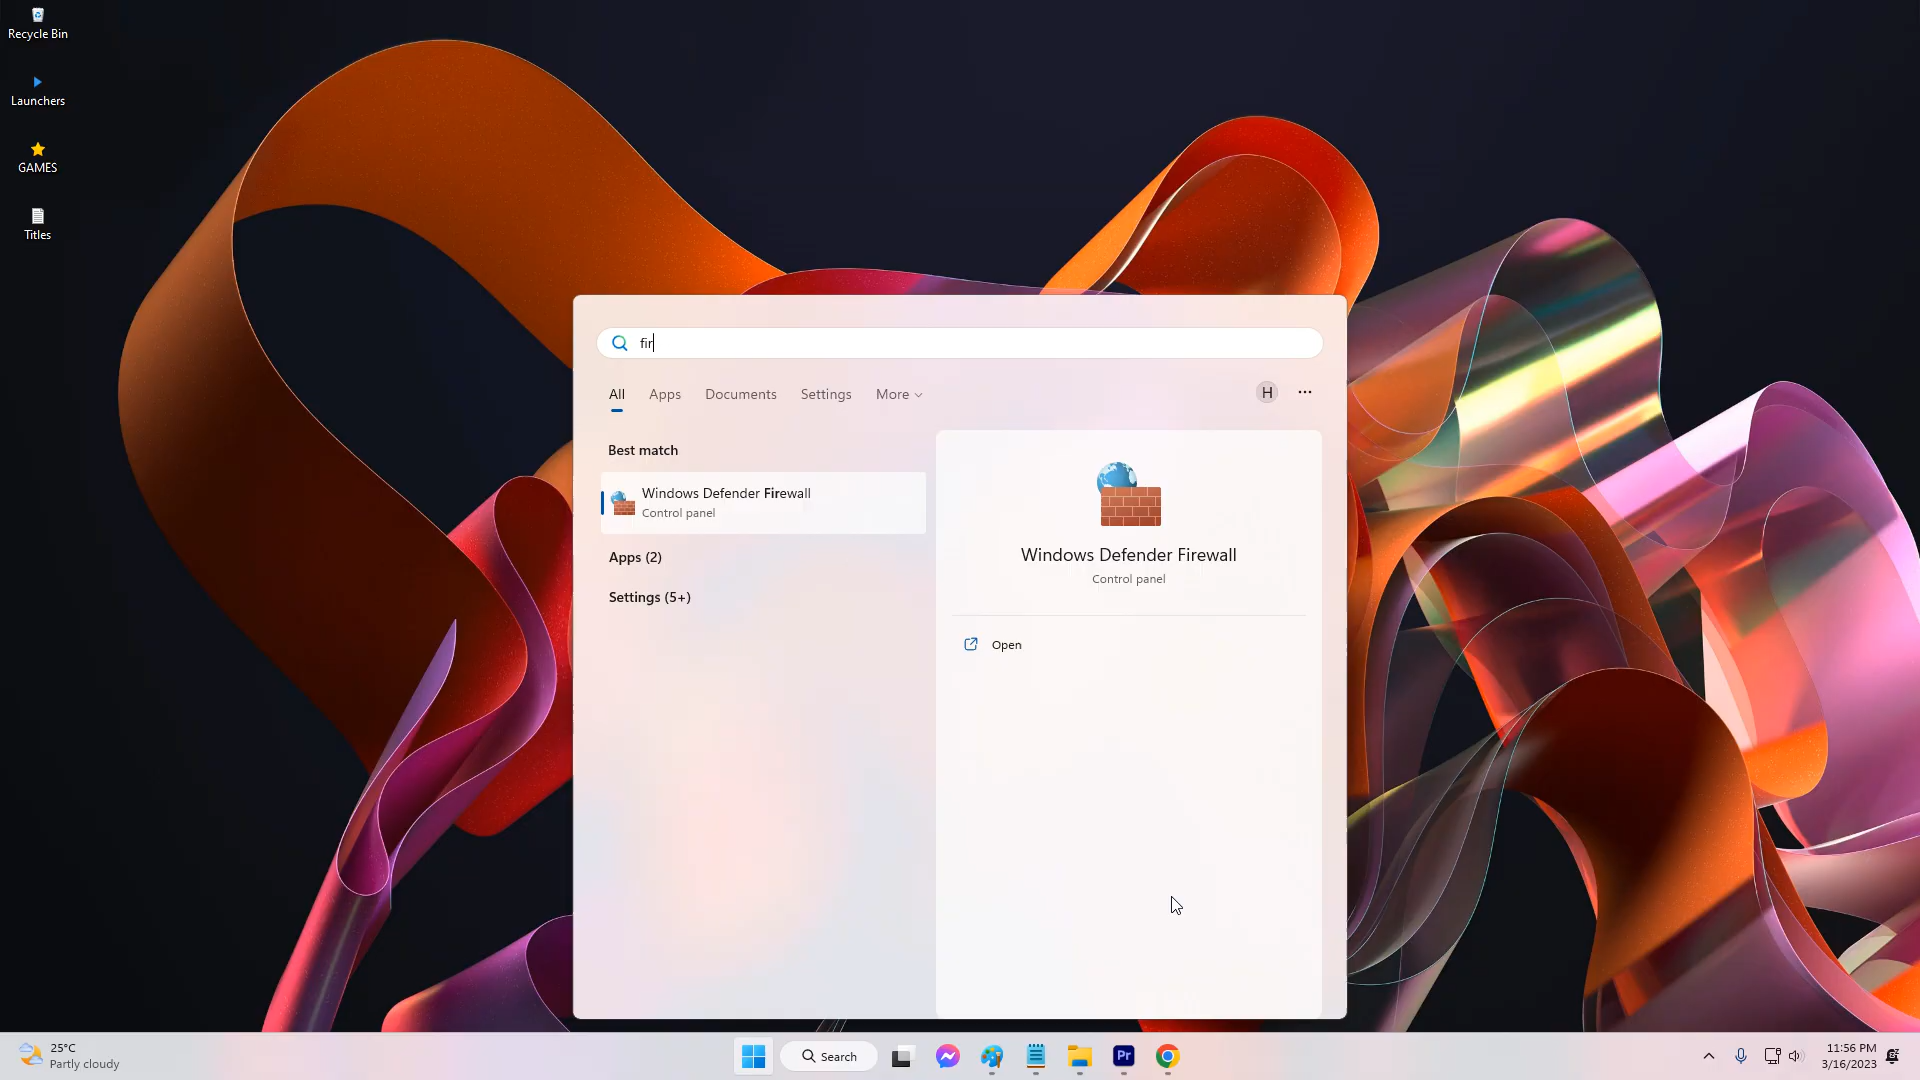 Recycle Bin
Launchers
GAMES
Titles
fir
All
Apps
Documents
Settings
More
H
Best match
Windows Defender Firewall
Control panel
Apps (2)
Settings (5+)
Windows Defender Firewall
Control panel
Open
25°C
Partly cloudy
Search
Pr
11:56 PM
3/16/2023